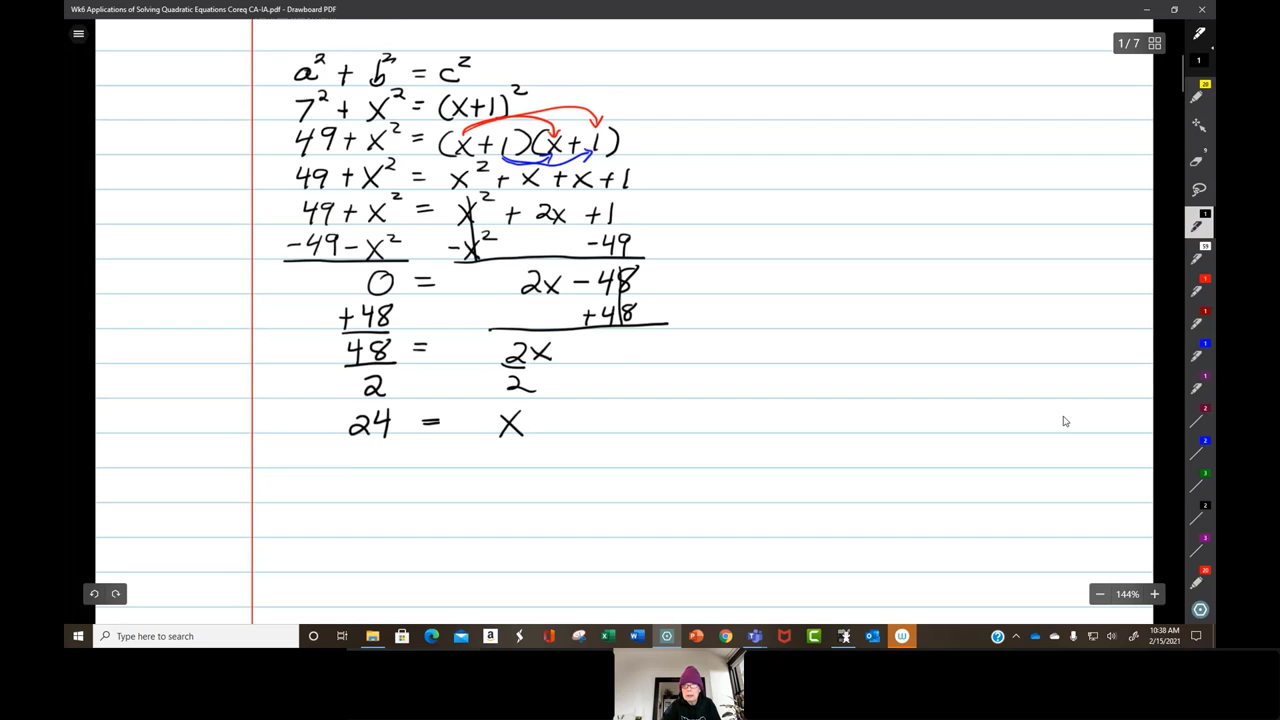 Wk6 Applications of Solving Quadratic Equations Coreq CA-IA.pdf - Drawboard PDF
1 / 7
1
a² + b² = c²
7² + x² = (x+1)²
49 + x² = (x + 1)(x + 1)
49 + x² = x² + x + x + 1
49 + x² = x² + 2x + 1
-49 - x² -x² -49
0 = 2x - 48
+48 +48
48 = 2x
2 2
24 = x
144%
Type here to search
10:38 AM
2/15/2021